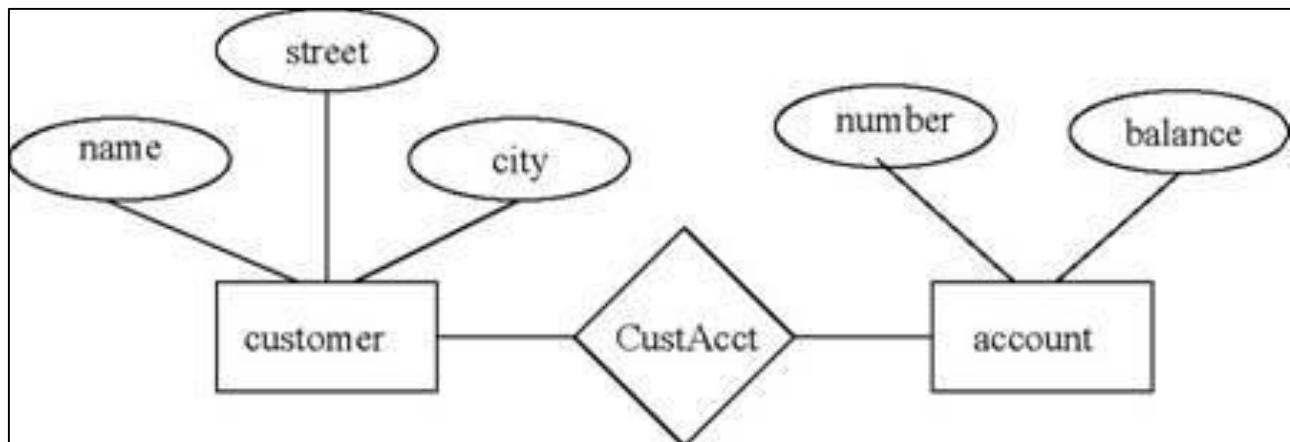 street
name
city
number
balance
customer
CustAcct
account